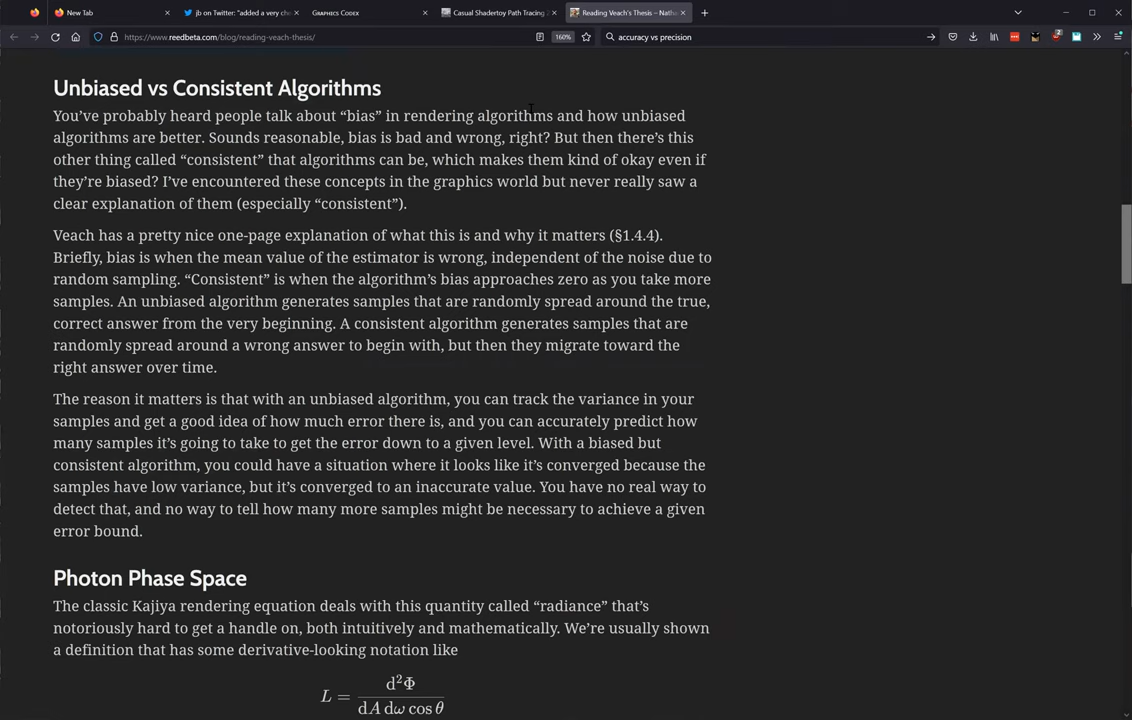 New Tab
jb on Twitter: "added a very che
GRAPHICS CODEX
Casual Shadertoy Path Tracing
Reading Veach's Thesis – Natha
https://www.reedbeta.com/blog/reading-veach-thesis/
160%
accuracy vs precision
2
Unbiased vs Consistent Algorithms
You've probably heard people talk about “bias” in rendering algorithms and how unbiased
algorithms are better. Sounds reasonable, bias is bad and wrong, right? But then there's this
other thing called “consistent” that algorithms can be, which makes them kind of okay even if
they're biased? I've encountered these concepts in the graphics world but never really saw a
clear explanation of them (especially “consistent”).
Veach has a pretty nice one-page explanation of what this is and why it matters (§1.4.4).
Briefly, bias is when the mean value of the estimator is wrong, independent of the noise due to
random sampling. “Consistent” is when the algorithm's bias approaches zero as you take more
samples. An unbiased algorithm generates samples that are randomly spread around the true,
correct answer from the very beginning. A consistent algorithm generates samples that are
randomly spread around a wrong answer to begin with, but then they migrate toward the
right answer over time.
The reason it matters is that with an unbiased algorithm, you can track the variance in your
samples and get a good idea of how much error there is, and you can accurately predict how
many samples it's going to take to get the error down to a given level. With a biased but
consistent algorithm, you could have a situation where it looks like it's converged because the
samples have low variance, but it's converged to an inaccurate value. You have no real way to
detect that, and no way to tell how many more samples might be necessary to achieve a given
error bound.
Photon Phase Space
The classic Kajiya rendering equation deals with this quantity called “radiance” that's
notoriously hard to get a handle on, both intuitively and mathematically. We're usually shown
a definition that has some derivative-looking notation like
L = d²Φ / dA dω cos θ